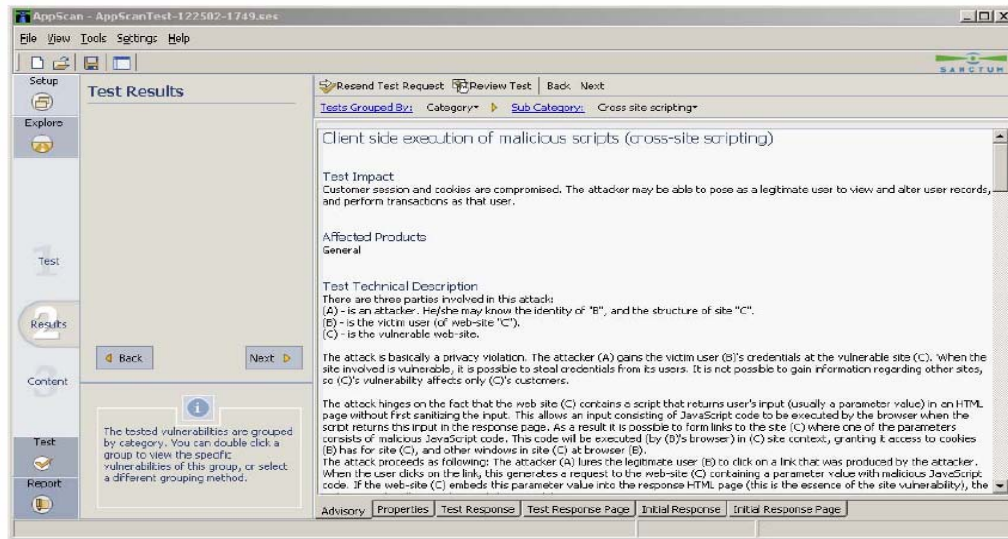 AppScan - AppScanTest-122502-1749.ses
File View Tools Settings Help
SANCTUM
Setup
Explore
1
Test
2
Results
3
Content
Test
Report
Test Results
Back
Next
The tested vulnerabilities are grouped
by category. You can double click a
group to view the specific
vulnerabilities of this group, or select
a different grouping method.
Resend Test Request Review Test Back Next
Tests Grouped By: Category Sub Category: Cross site scripting
Client side execution of malicious scripts (cross-site scripting)
Test Impact
Customer session and cookies are compromised. The attacker may be able to pose as a legitimate user to view and alter user records,
and perform transactions as that user.
Affected Products
General
Test Technical Description
There are three parties involved in this attack:
(A) - is an attacker. He/she may know the identity of "B", and the structure of site "C".
(B) - is the victim user (of web-site "C").
(C) - is the vulnerable web-site.
The attack is basically a privacy violation. The attacker (A) gains the victim user (B)'s credentials at the vulnerable site (C). When the
site involved is vulnerable, it is possible to steal credentials from its users. It is not possible to gain information regarding other sites,
so (C)'s vulnerability affects only (C)'s customers.
The attack hinges on the fact that the web site (C) contains a script that returns user's input (usually a parameter value) in an HTML
page without first sanitizing the input. This allows an input consisting of JavaScript code to be executed by the browser when the
script returns this input in the response page. As a result it is possible to form links to the site (C) where one of the parameters
consists of malicious JavaScript code. This code will be executed (by (B)'s browser) in (C) site context, granting it access to cookies
(B) has for site (C), and other windows in site (C) at browser (B).
The attack proceeds as following: The attacker (A) lures the legitimate user (B) to click on a link that was produced by the attacker.
When the user clicks on the link, this generates a request to the web-site (C) containing a parameter value with malicious JavaScript
code. If the web-site (C) embeds this parameter value into the response HTML page (this is the essence of the site vulnerability), the
Advisory Properties Test Response Test Response Page Initial Response Initial Response Page